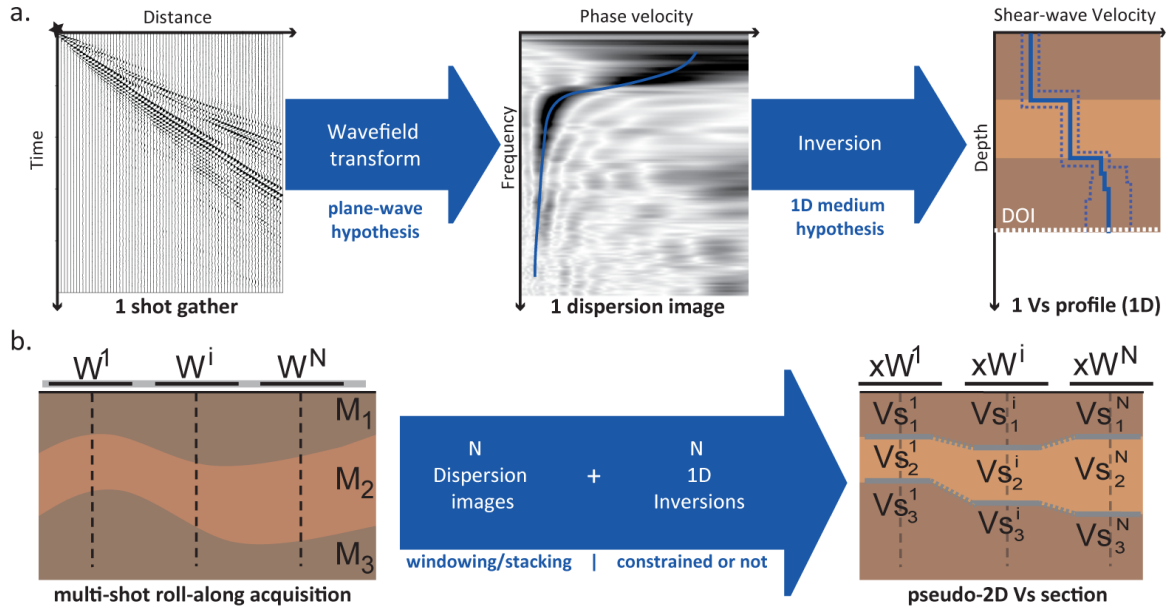 a.
Distance
Time
1 shot gather
Wavefield
transform
plane-wave
hypothesis
Phase velocity
Frequency
1 dispersion image
Inversion
1D medium
hypothesis
Shear-wave Velocity
Depth
DOI
1 Vs profile (1D)
b.
W¹ Wⁱ Wᴺ
M₁
M₂
M₃
multi-shot roll-along acquisition
N
Dispersion
images
+
N
1D
Inversions
windowing/stacking | constrained or not
xW¹ xWⁱ xWᴺ
Vs₁¹ Vs₁ⁱ Vs₁ᴺ
Vs₂¹ Vs₂ⁱ Vs₂ᴺ
Vs₃¹ Vs₃ⁱ Vs₃ᴺ
pseudo-2D Vs section